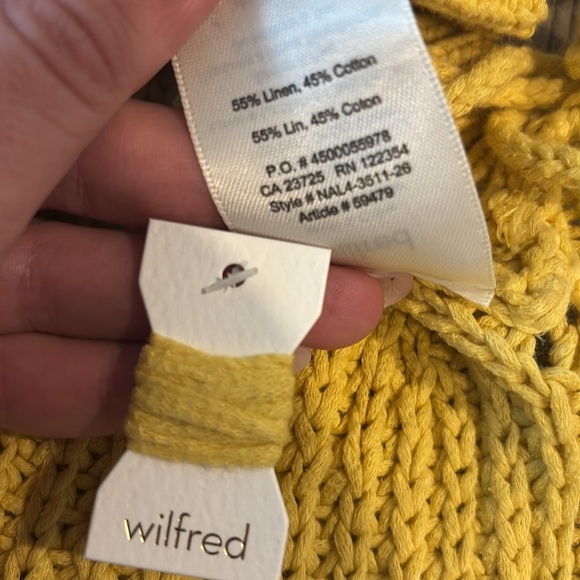 55% Linen, 45% Cotton
55% Lin, 45% Coton
P.O. # 4500055978
CA 23725 RN 122354
Style # NAL4-3511-26
Article # 59479
wilfred